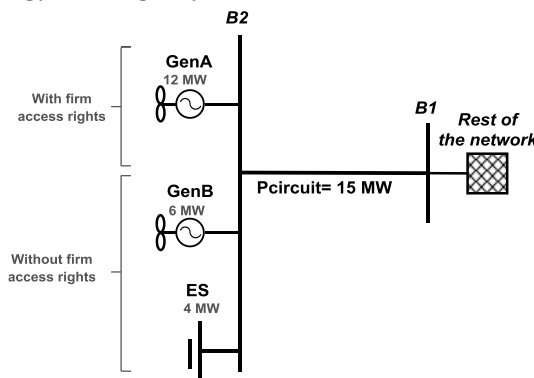 B2
GenA
12 MW
With firm
access rights
B1
Rest of
the network
Pcircuit= 15 MW
GenB
6 MW
Without firm
access rights
ES
4 MW